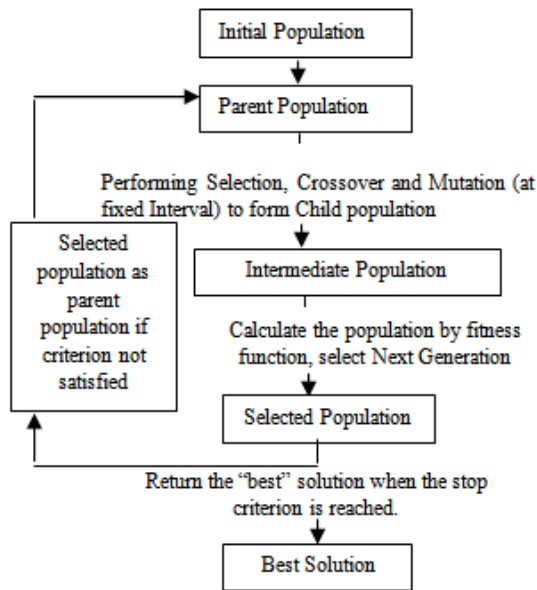 Initial Population
Parent Population
Performing Selection, Crossover and Mutation (at
fixed Interval) to form Child population
Selected
population as
parent
population if
criterion not
satisfied
Intermediate Population
Calculate the population by fitness
function, select Next Generation
Selected Population
Return the “best” solution when the stop
criterion is reached.
Best Solution